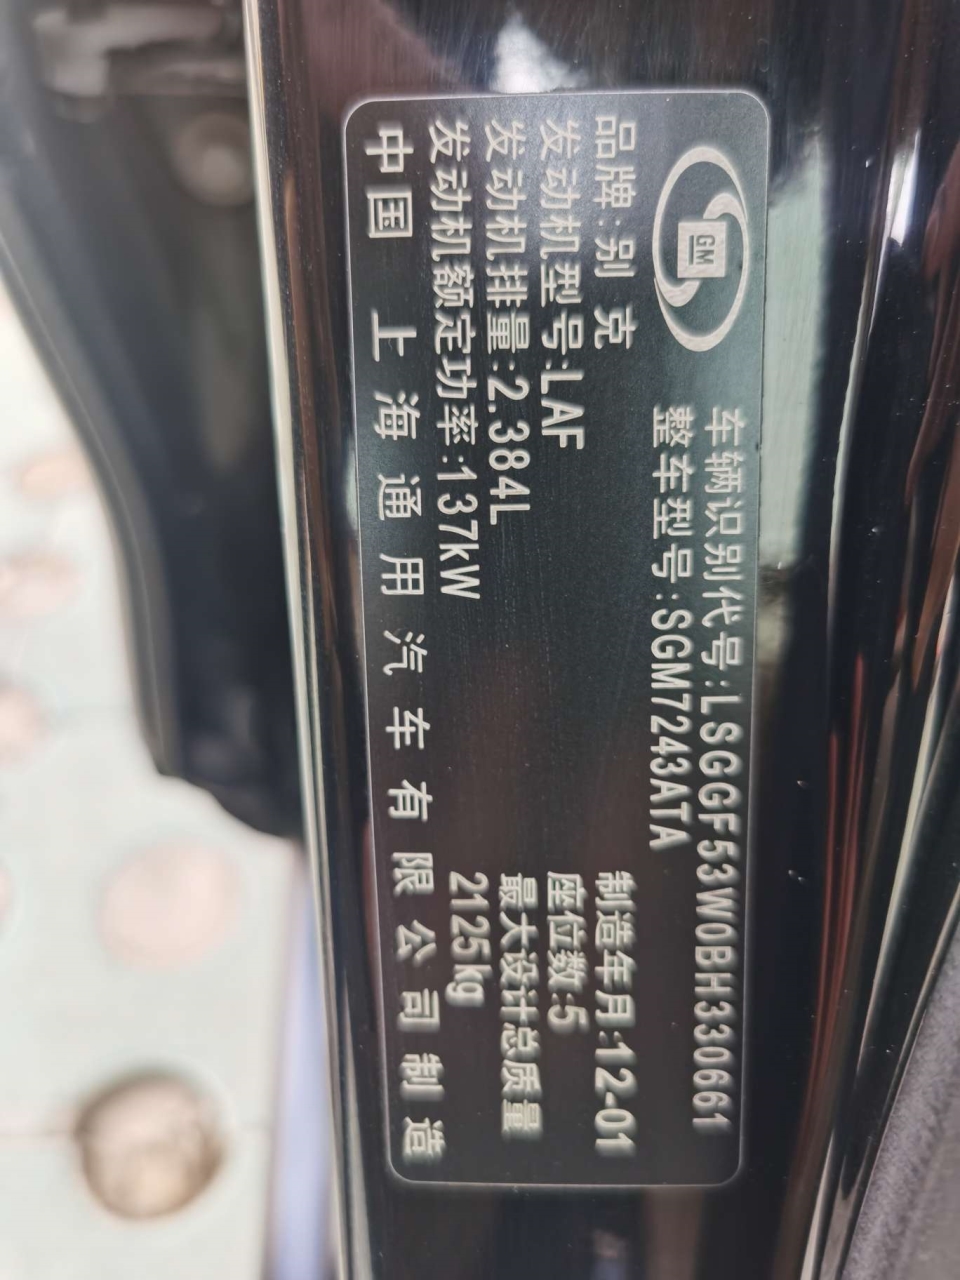 GM
车辆识别代号:LSGGF53W0BH330661
整车型号:SGM7243ATA
品牌:别克
制造年月:12-01
发动机型号:LAF
座位数:5
发动机排量:2.384L
最大设计总质量
发动机额定功率:137kW
2125kg
中国上海通用汽车有限公司制造